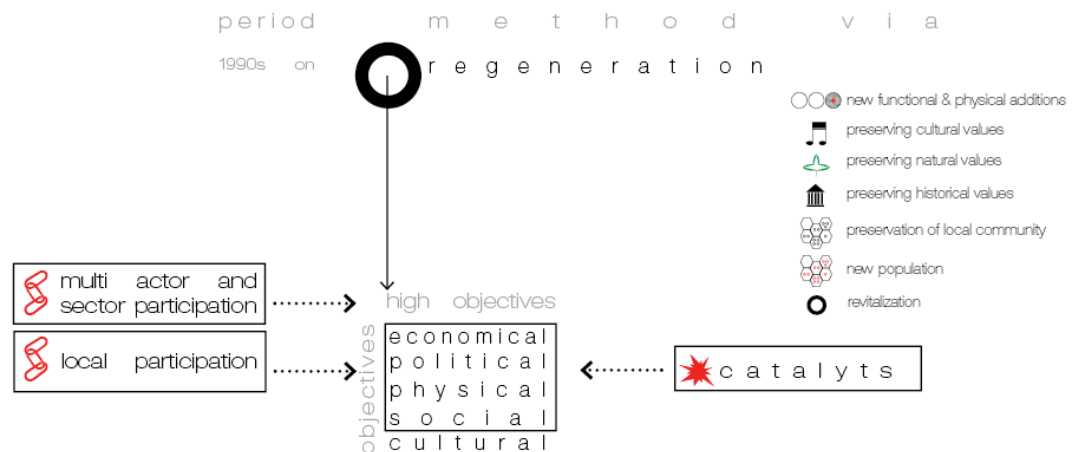 period method via
1990s on regeneration
new functional & physical additions
preserving cultural values
preserving natural values
preserving historical values
preservation of local community
new population
revitalization
multi actor and
sector participation
local participation
high objectives
objectives
economical
political
physical
social
cultural
catalyts